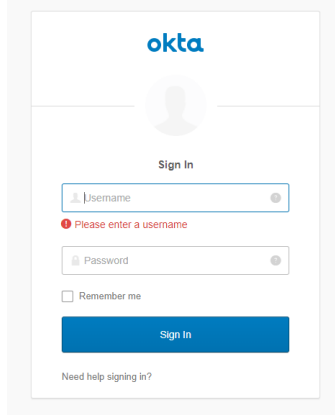 okta
Sign In
Username
Please enter a username
Password
Remember me
Sign In
Need help signing in?